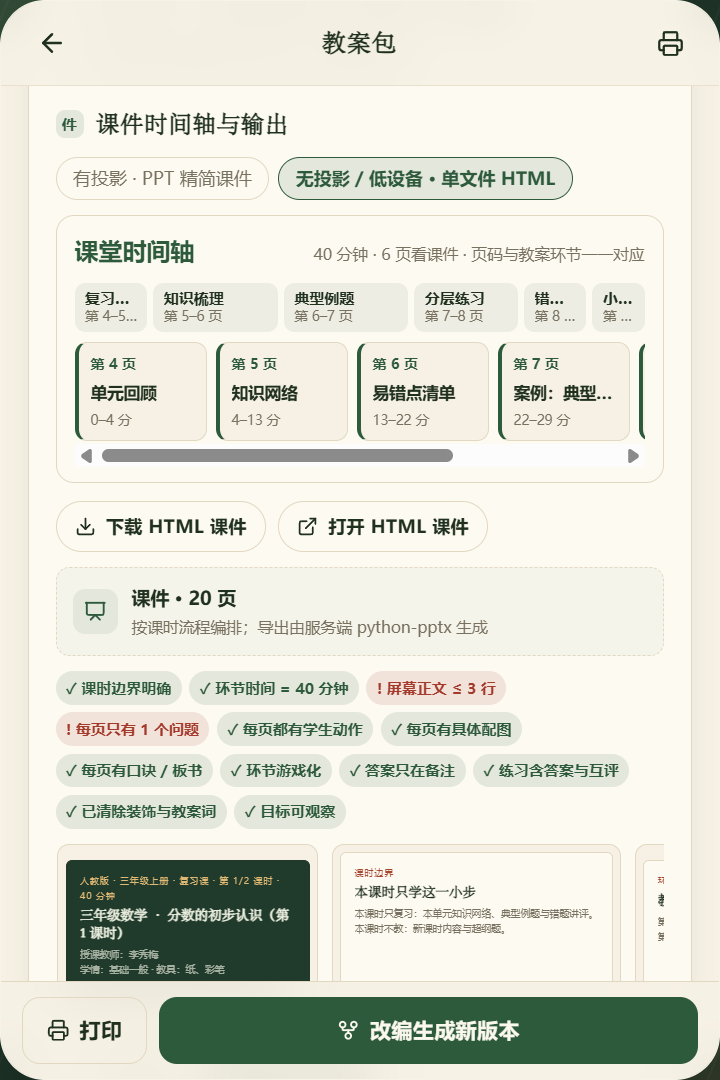 教案包
件 课件时间轴与输出
有投影 · PPT 精简课件
无投影 / 低设备 · 单文件 HTML
课堂时间轴
40 分钟 · 6 页看课件 · 页码与教案环节一一对应
复习…
第 4–5…
知识梳理
第 5–6 页
典型例题
第 6–7 页
分层练习
第 7–8 页
错…
第 8 …
小…
第 …
第 4 页
单元回顾
0–4 分
第 5 页
知识网络
4–13 分
第 6 页
易错点清单
13–22 分
第 7 页
案例：典型…
22–29 分
下载 HTML 课件
打开 HTML 课件
课件 · 20 页
按课时流程编排；导出由服务端 python-pptx 生成
✓ 课时边界明确
✓ 环节时间 = 40 分钟
! 屏幕正文 ≤ 3 行
! 每页只有 1 个问题
✓ 每页都有学生动作
✓ 每页有具体配图
✓ 每页有口诀 / 板书
✓ 环节游戏化
✓ 答案只在备注
✓ 练习含答案与互评
✓ 已清除装饰与教案词
✓ 目标可观察
人教版 · 三年级上册 · 复习课 · 第 1/2 课时 ·
40 分钟
三年级数学 · 分数的初步认识（第
1 课时）
授课教师：李秀梅
学情：基础一般 · 教具：纸、彩笔
课时边界
本课时只学这一小步
本课时只复习：本单元知识网络、典型例题与错题讲评。
本课时不教：新课时内容与超纲题。
打印
改编生成新版本